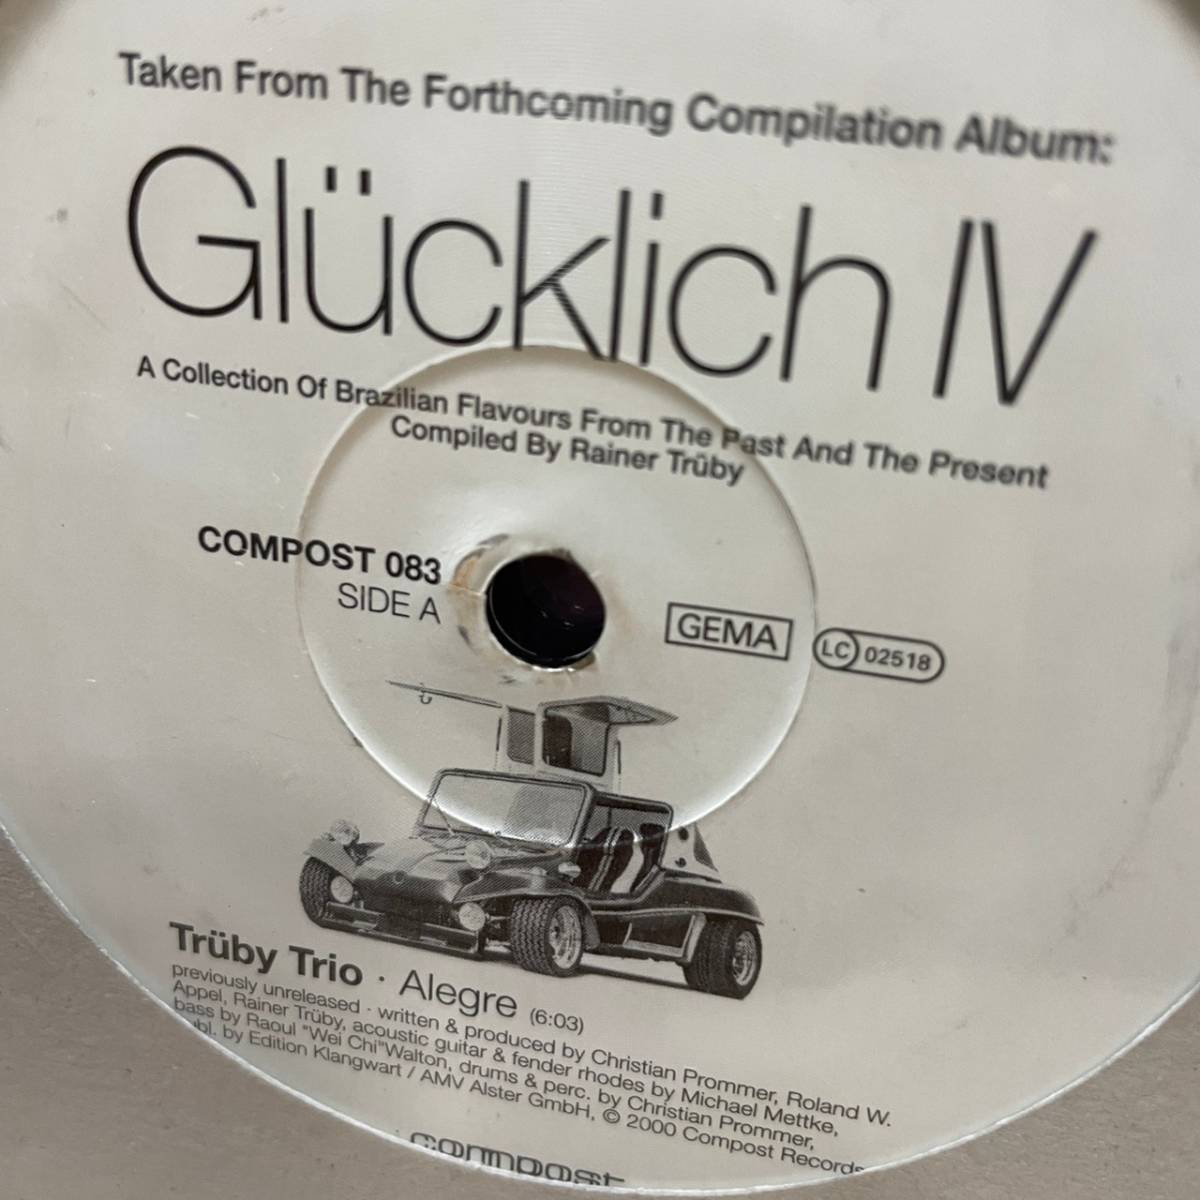 Taken From The Forthcoming Compilation Album:
Glücklich IV
A Collection Of Brazilian Flavours From The Past And The Present
Compiled By Rainer Trüby
COMPOST 083
SIDE A
GEMA
LC 02518
Trüby Trio · Alegre (6:03)
previously unreleased · written & produced by Christian Prommer, Roland W.
Appel, Rainer Trüby, acoustic guitar & fender rhodes by Michael Mettke,
bass by Raoul "Wei Chi"Walton, drums & perc. by Christian Prommer,
publ. by Edition Klangwart / AMV Alster GmbH, © 2000 Compost Records
compost